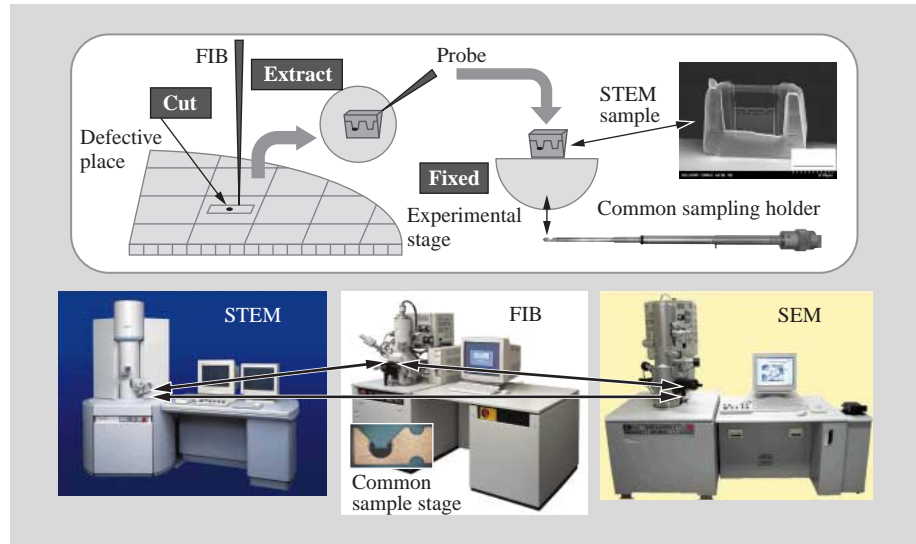 FIB
Probe
Extract
Cut
STEM
sample
Defective
place
Fixed
Experimental
stage
Common sampling holder
STEM
FIB
SEM
Common
sample stage